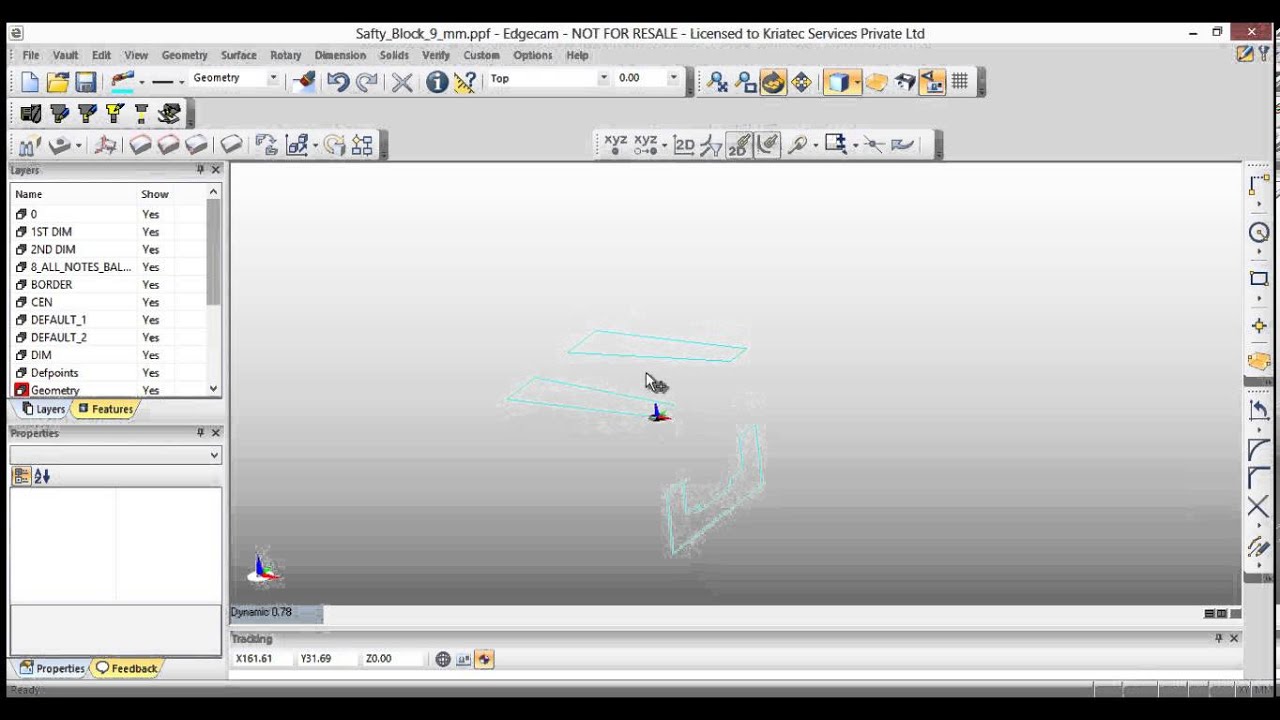 Safty_Block_9_mm.ppf - Edgecam - NOT FOR RESALE - Licensed to Kriatec Services Private Ltd
File Vault Edit View Geometry Surface Rotary Dimension Solids Verify Custom Options Help
Geometry Top 0.00
xyz xyz 2D 2D
Layers
Name Show
0 Yes
1ST DIM Yes
2ND DIM Yes
8_ALL_NOTES_BAL... Yes
BORDER Yes
CEN Yes
DEFAULT_1 Yes
DEFAULT_2 Yes
DIM Yes
Defpoints Yes
Geometry Yes
Layers Features
Properties
Dynamic 0.78
Tracking
X161.61 Y31.69 Z0.00
Properties Feedback
Ready
XY MM